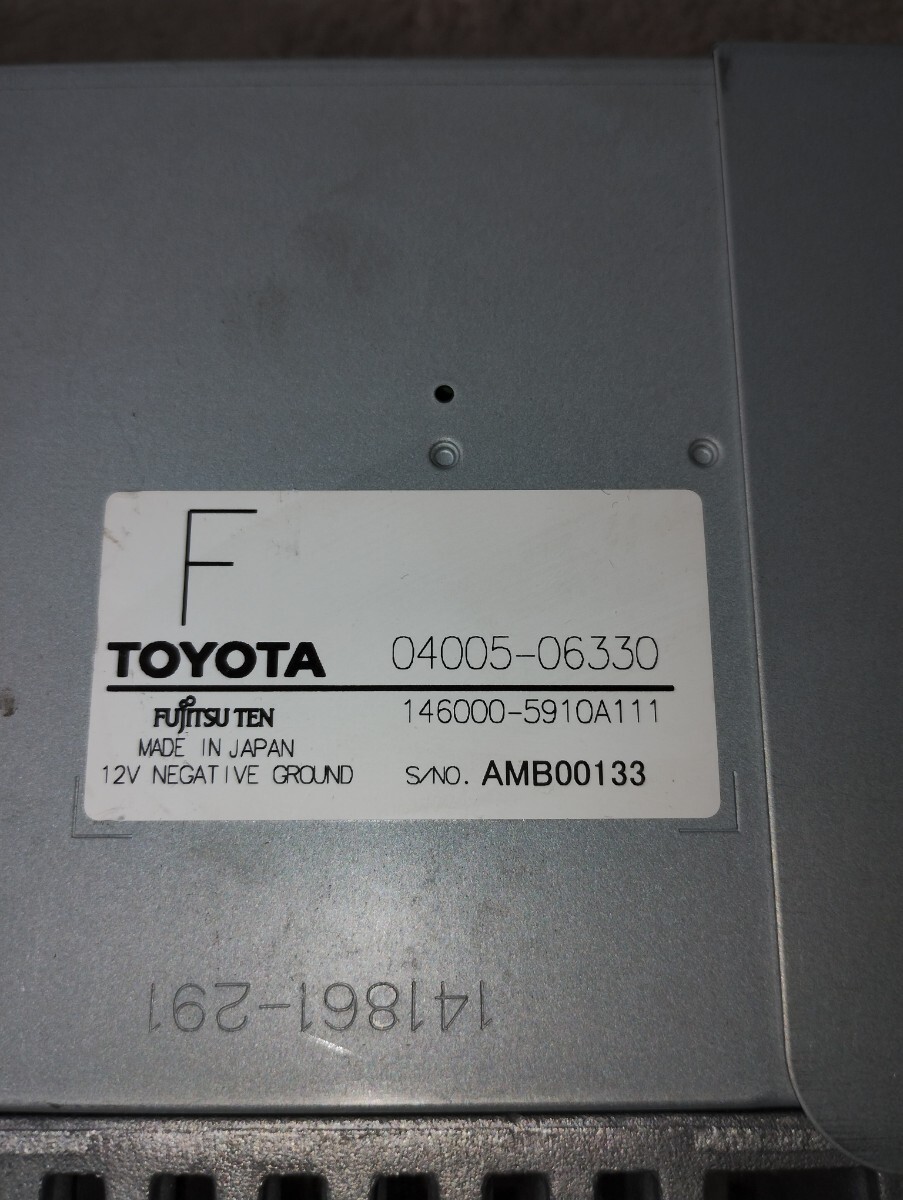 F
TOYOTA 04005-06330
FUJITSU TEN 146000-5910A111
MADE IN JAPAN
12V NEGATIVE GROUND S/NO. AMB00133
141861-291